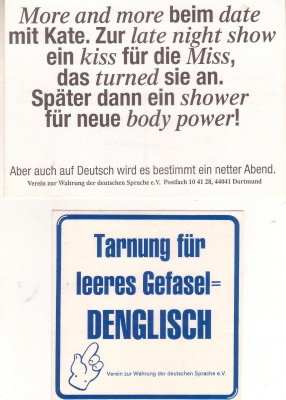 More and more beim date
mit Kate. Zur late night show
ein kiss für die Miss,
das turned sie an.
Später dann ein shower
für neue body power!
Aber auch auf Deutsch wird es bestimmt ein netter Abend.
Verein zur Wahrung der deutschen Sprache e.V. Postfach 10 41 28, 44041 Dortmund
Tarnung für
leeres Gefasel=
DENGLISCH
Verein zur Wahrung der deutschen Sprache e.V.